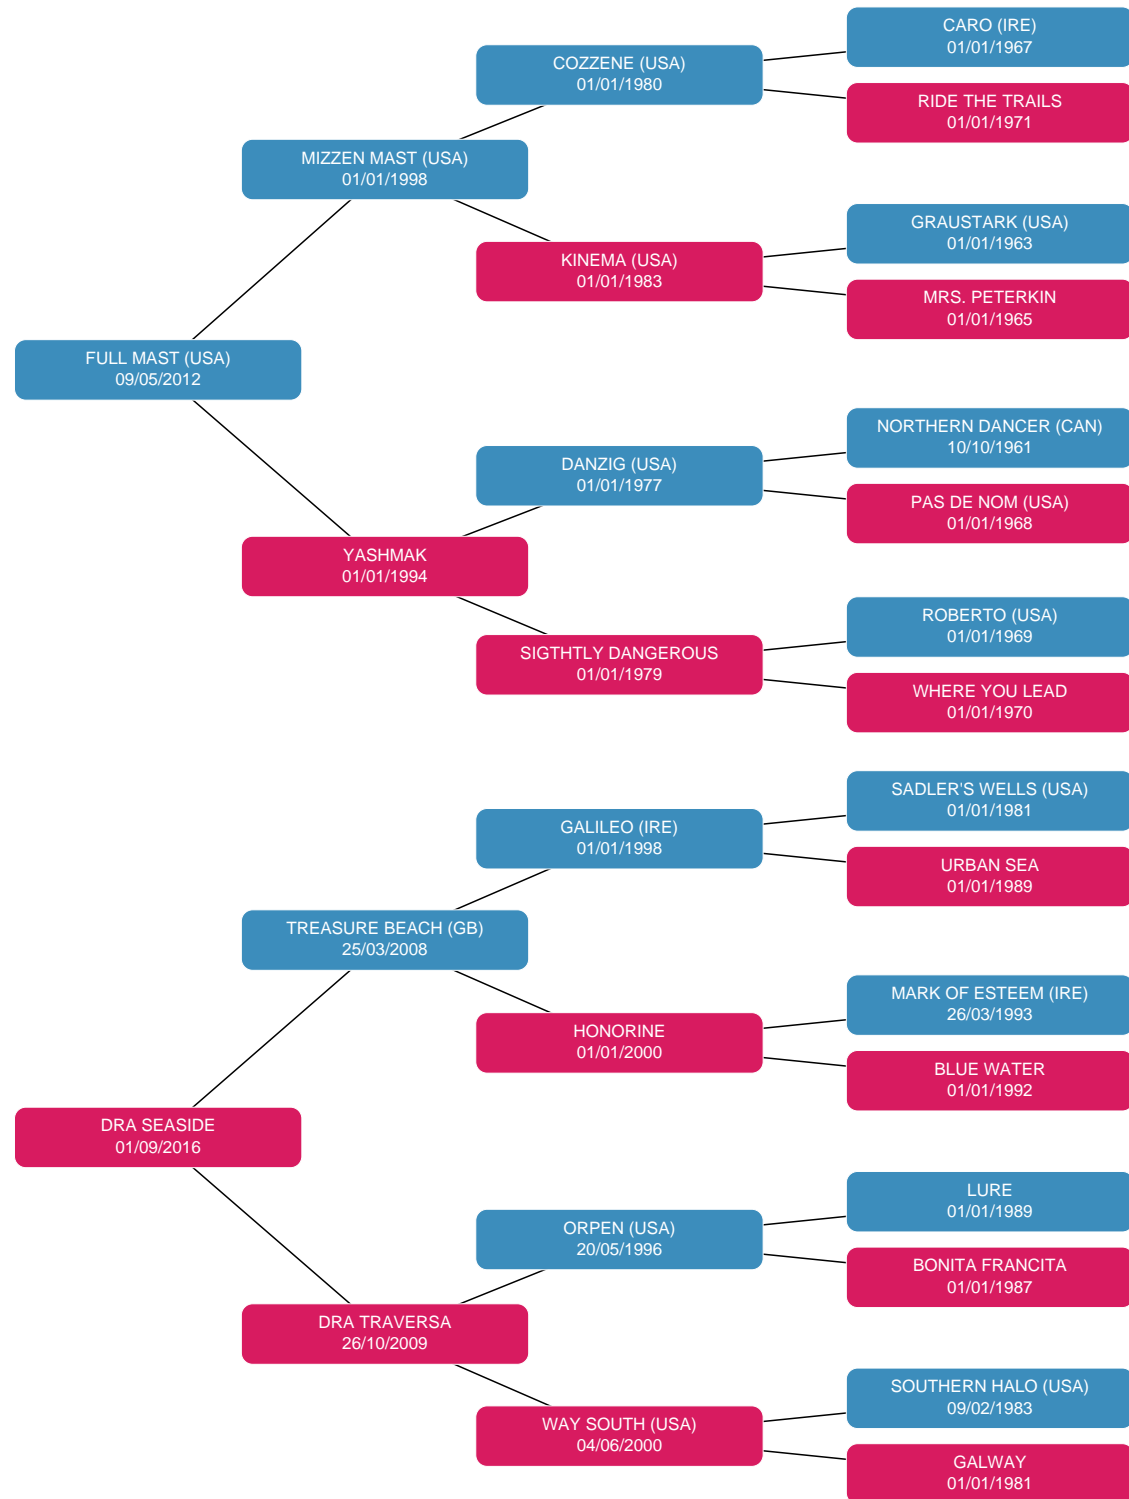 CARO (IRE)
01/01/1967
COZZENE (USA)
01/01/1980
RIDE THE TRAILS
01/01/1971
MIZZEN MAST (USA)
01/01/1998
GRAUSTARK (USA)
01/01/1963
KINEMA (USA)
01/01/1983
MRS. PETERKIN
01/01/1965
FULL MAST (USA)
09/05/2012
NORTHERN DANCER (CAN)
10/10/1961
DANZIG (USA)
01/01/1977
PAS DE NOM (USA)
01/01/1968
YASHMAK
01/01/1994
ROBERTO (USA)
01/01/1969
SIGTHTLY DANGEROUS
01/01/1979
WHERE YOU LEAD
01/01/1970
SADLER'S WELLS (USA)
01/01/1981
GALILEO (IRE)
01/01/1998
URBAN SEA
01/01/1989
TREASURE BEACH (GB)
25/03/2008
MARK OF ESTEEM (IRE)
26/03/1993
HONORINE
01/01/2000
BLUE WATER
01/01/1992
DRA SEASIDE
01/09/2016
LURE
01/01/1989
ORPEN (USA)
20/05/1996
BONITA FRANCITA
01/01/1987
DRA TRAVERSA
26/10/2009
SOUTHERN HALO (USA)
09/02/1983
WAY SOUTH (USA)
04/06/2000
GALWAY
01/01/1981